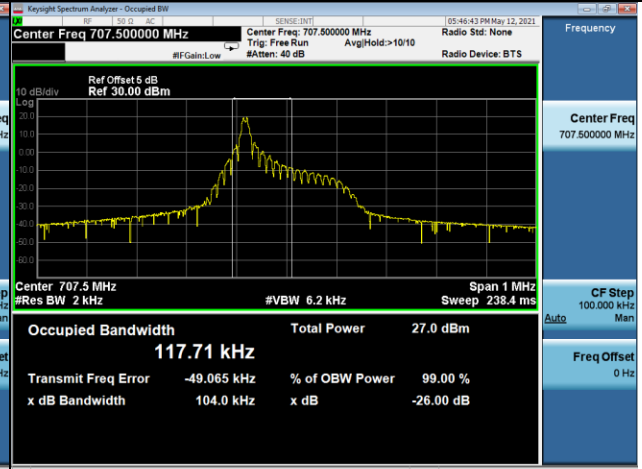 Keysight Spectrum Analyzer - Occupied BW
RF 50 Ω AC SENSE:INT 05:46:43 PM May 12, 2021
Center Freq 707.500000 MHz Center Freq: 707.500000 MHz Radio Std: None
Trig: Free Run Avg|Hold:>10/10
#IFGain:Low #Atten: 40 dB Radio Device: BTS
Frequency
Ref Offset 5 dB
10 dB/div Ref 30.00 dBm
Log
20.0
10.0
0.00
-10.0
-20.0
-30.0
-40.0
-50.0
-60.0
Center 707.5 MHz Span 1 MHz
#Res BW 2 kHz #VBW 6.2 kHz Sweep 238.4 ms
Occupied Bandwidth Total Power 27.0 dBm
117.71 kHz
Transmit Freq Error -49.065 kHz % of OBW Power 99.00 %
x dB Bandwidth 104.0 kHz x dB -26.00 dB
Center Freq
707.500000 MHz
CF Step
100.000 kHz
Auto Man
Freq Offset
0 Hz